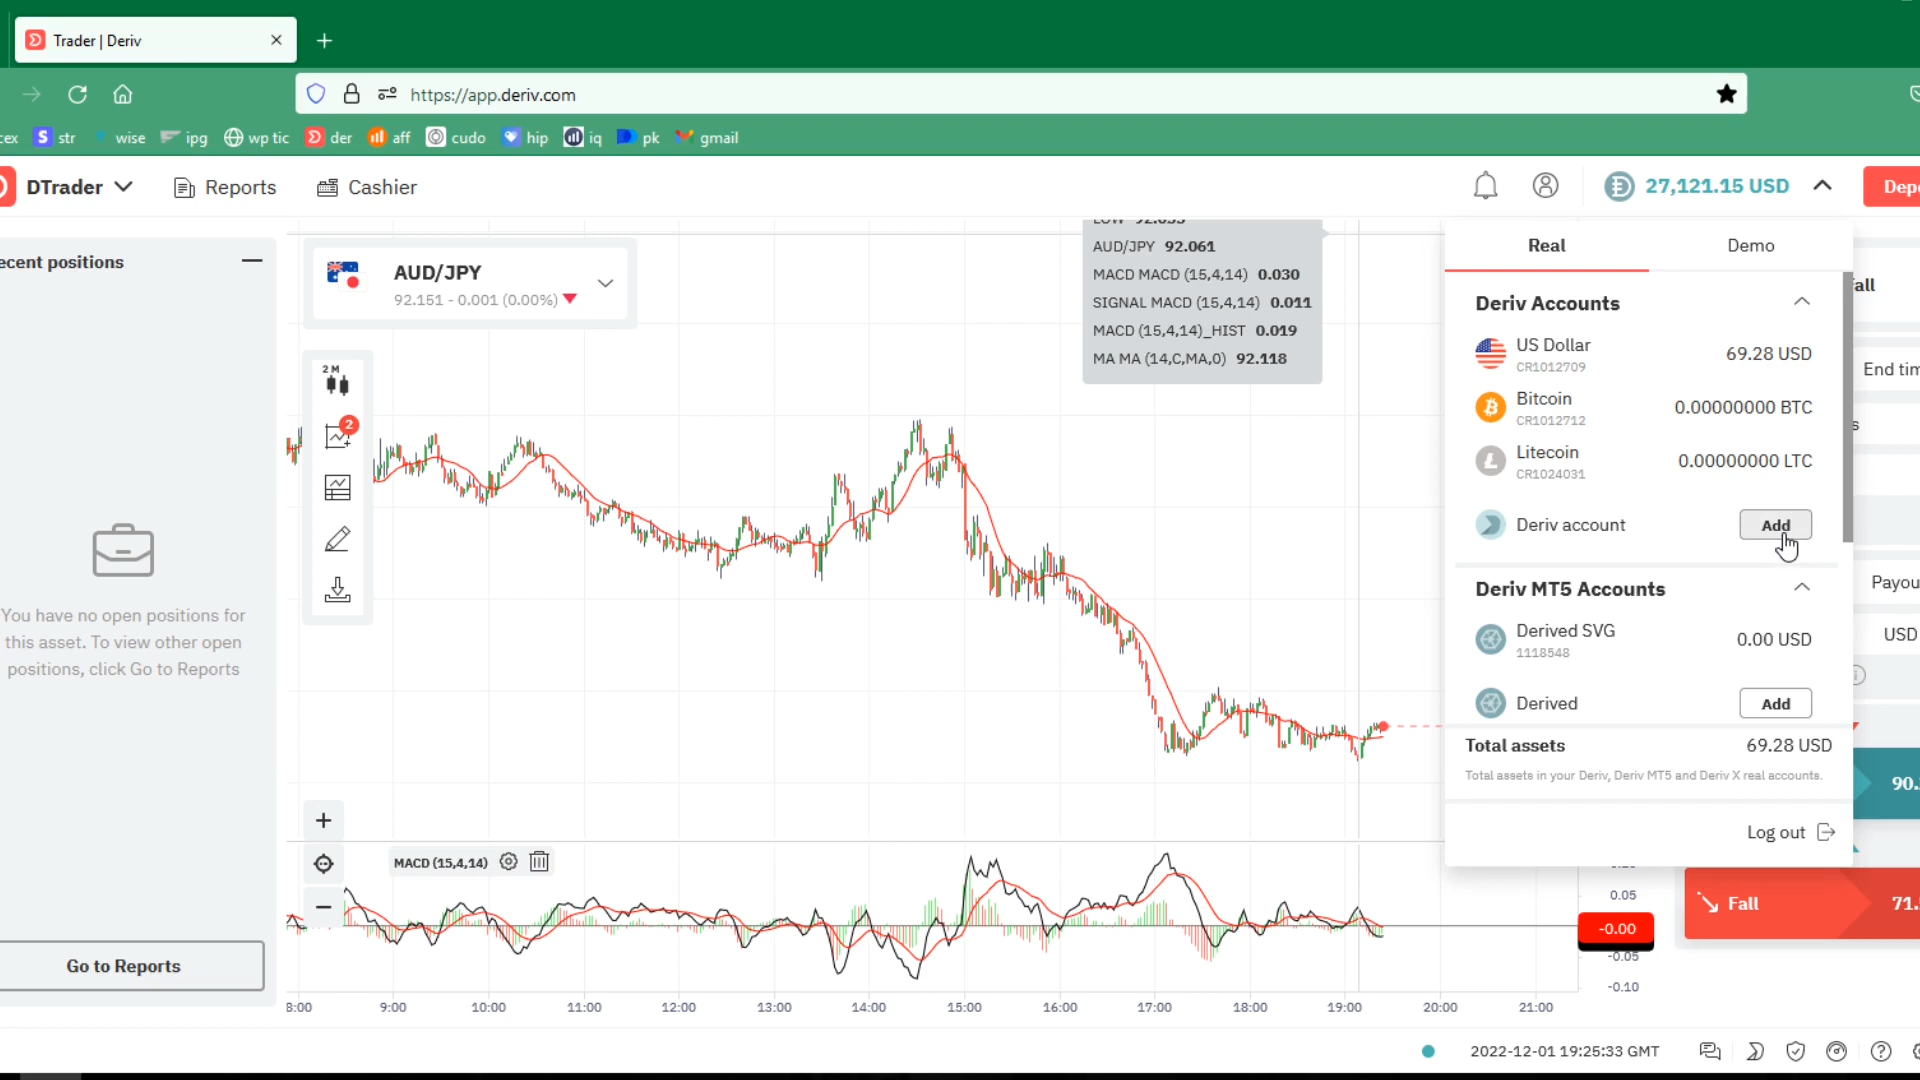 Trader | Deriv
https://app.deriv.com
cex
str
wise
ipg
wp tic
der
aff
cudo
hip
iq
pk
gmail
DTrader
Reports
Cashier
27,121.15 USD
Depo
ecent positions
You have no open positions for
this asset. To view other open
positions, click Go to Reports
Go to Reports
AUD/JPY
92.151 - 0.001 (0.00%)
2 M
2
AUD/JPY 92.061
MACD MACD (15,4,14) 0.030
SIGNAL MACD (15,4,14) 0.011
MACD (15,4,14)_HIST 0.019
MA MA (14,C,MA,0) 92.118
MACD (15,4,14)
0.05
-0.00
-0.05
-0.10
8:00 9:00 10:00 11:00 12:00 13:00 14:00 15:00 16:00 17:00 18:00 19:00 20:00 21:00
Real
Demo
Deriv Accounts
US Dollar
CR1012709
69.28 USD
Bitcoin
CR1012712
0.00000000 BTC
Litecoin
CR1024031
0.00000000 LTC
Deriv account
Add
Deriv MT5 Accounts
Derived SVG
1118548
0.00 USD
Derived
Add
Total assets
69.28 USD
Total assets in your Deriv, Deriv MT5 and Deriv X real accounts.
Log out
all
End tim
s
Payou
USD
90.
Fall
71.
2022-12-01 19:25:33 GMT